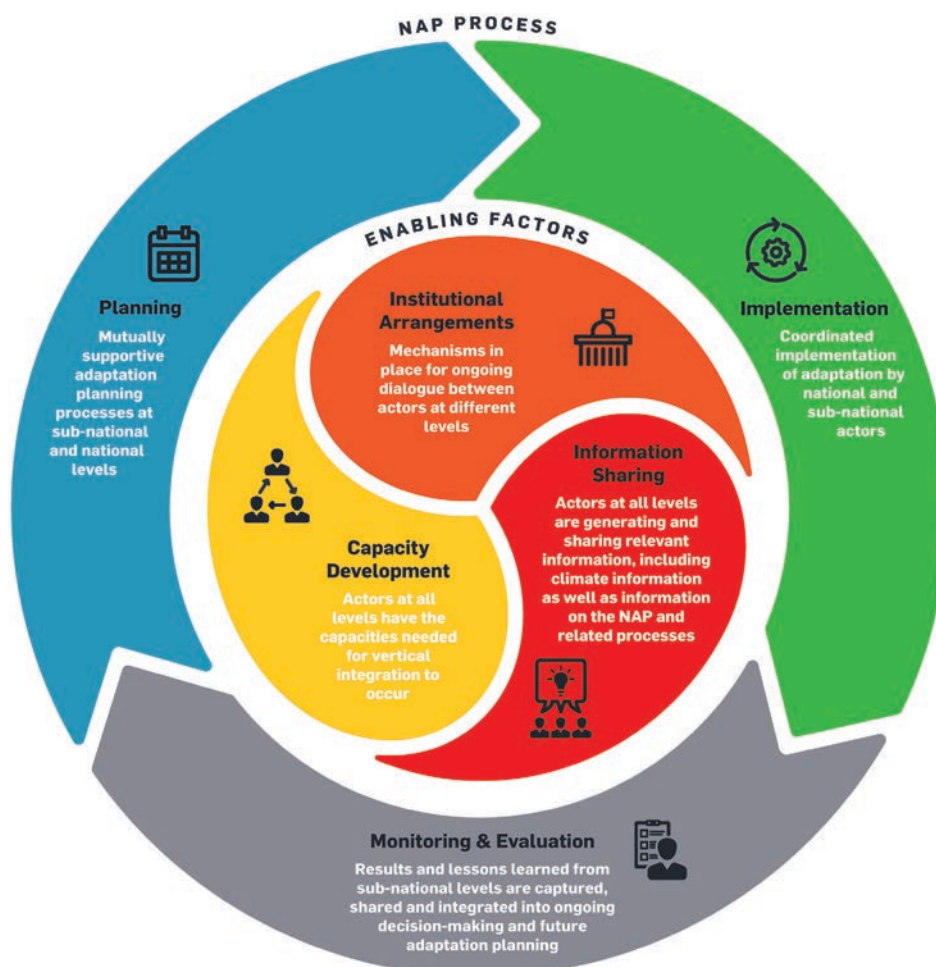 NAP PROCESS
ENABLING FACTORS
Planning
Mutually
supportive
adaptation
planning
processes at
sub-national
and national
levels
Institutional
Arrangements
Mechanisms in
place for ongoing
dialogue between
actors at different
levels
Implementation
Coordinated
implementation
of adaptation by
national and
sub-national
actors
Information
Sharing
Actors at all levels
are generating and
sharing relevant
information, including
climate information
as well as information
on the NAP and
related processes
Capacity
Development
Actors at all
levels have the
capacities needed
for vertical
integration to
occur
Monitoring & Evaluation
Results and lessons learned from
sub-national levels are captured,
shared and integrated into ongoing
decision-making and future
adaptation planning